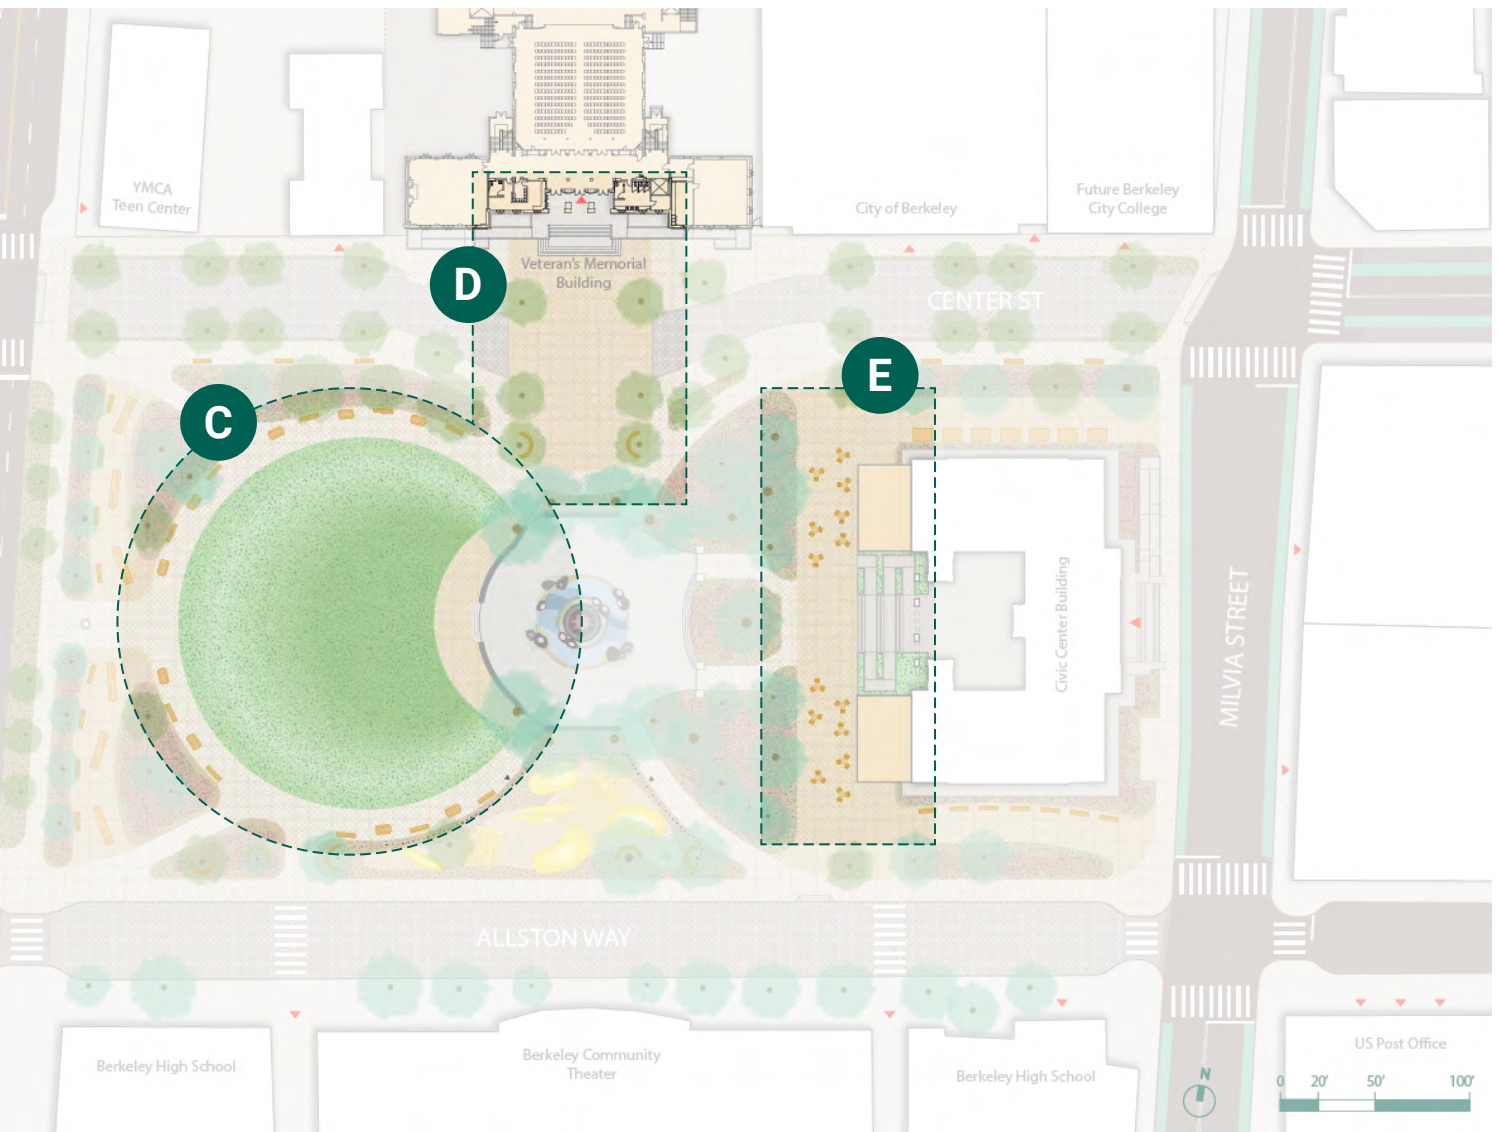 YMCA
Teen Center
City of Berkeley
Future Berkeley
City College
D
Veteran's Memorial
Building
CENTER ST
E
C
Civic Center Building
MILVIA STREET
ALLSTON WAY
Berkeley High School
Berkeley Community
Theater
Berkeley High School
US Post Office
N
0 20' 50' 100'